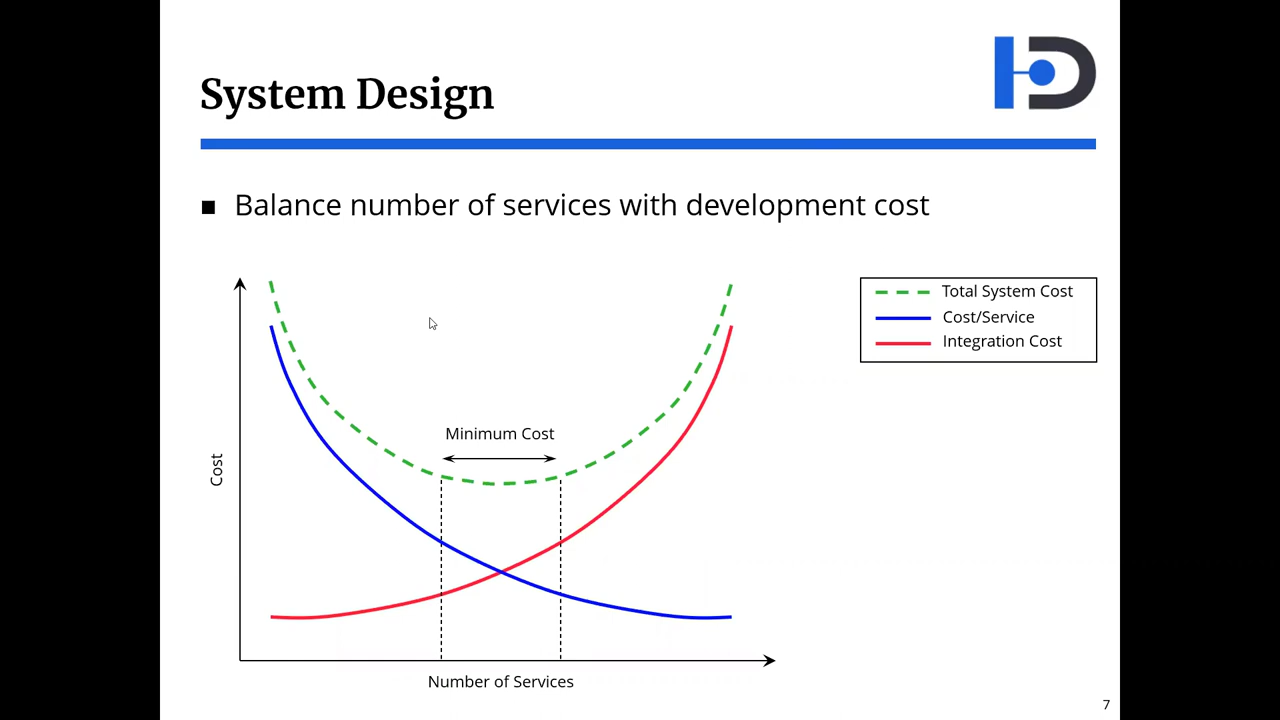 System Design
Balance number of services with development cost
Total System Cost
Cost/Service
Integration Cost
Minimum Cost
Cost
Number of Services
7